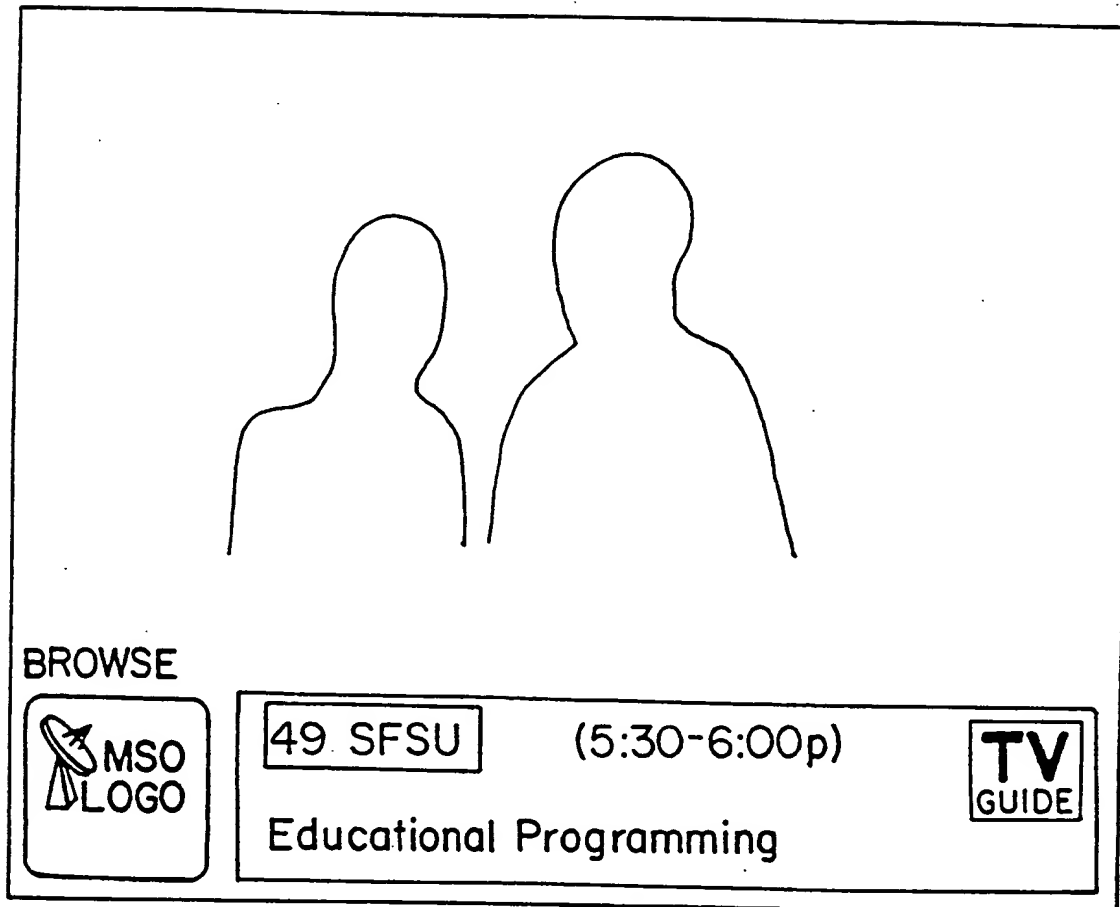 BROWSE
MSO
LOGO
49 SFSU (5:30-6:00p)
Educational Programming
TV
GUIDE